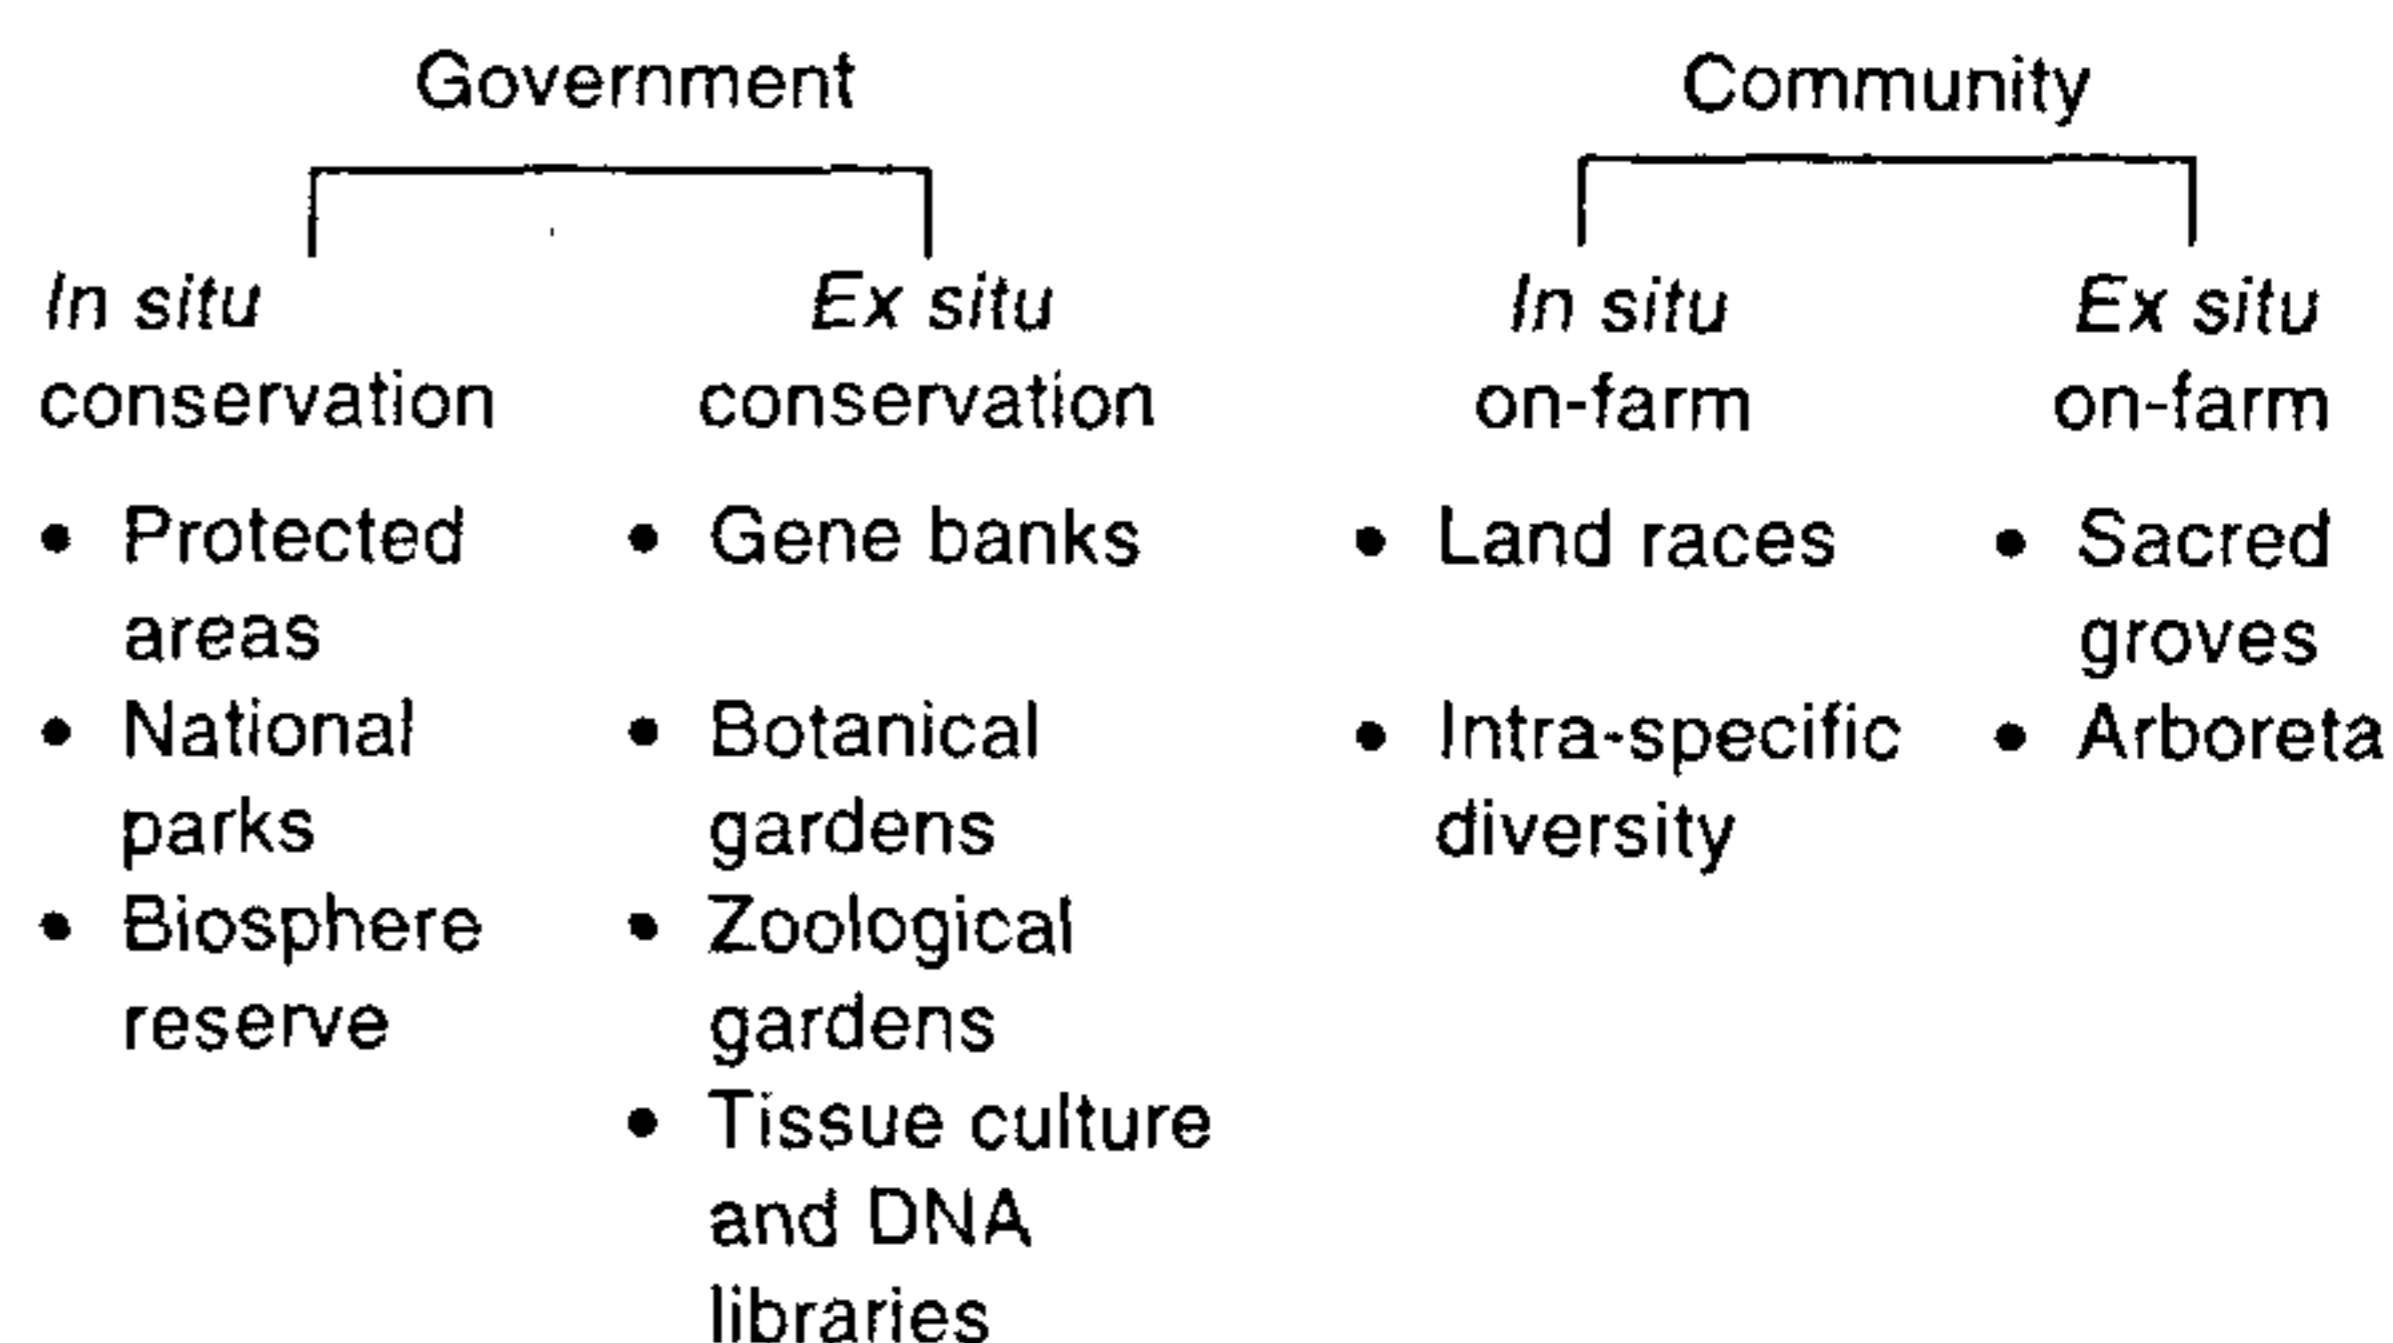 Government
In situ
conservation
• Protected
areas
• National
parks
• Biosphere
reserve
Ex situ
conservation
• Gene banks
• Botanical
gardens
• Zoological
gardens
• Tissue culture
and DNA
libraries
Community
In situ
on-farm
• Land races
• Intra-specific
diversity
Ex situ
on-farm
• Sacred
groves
• Arboreta